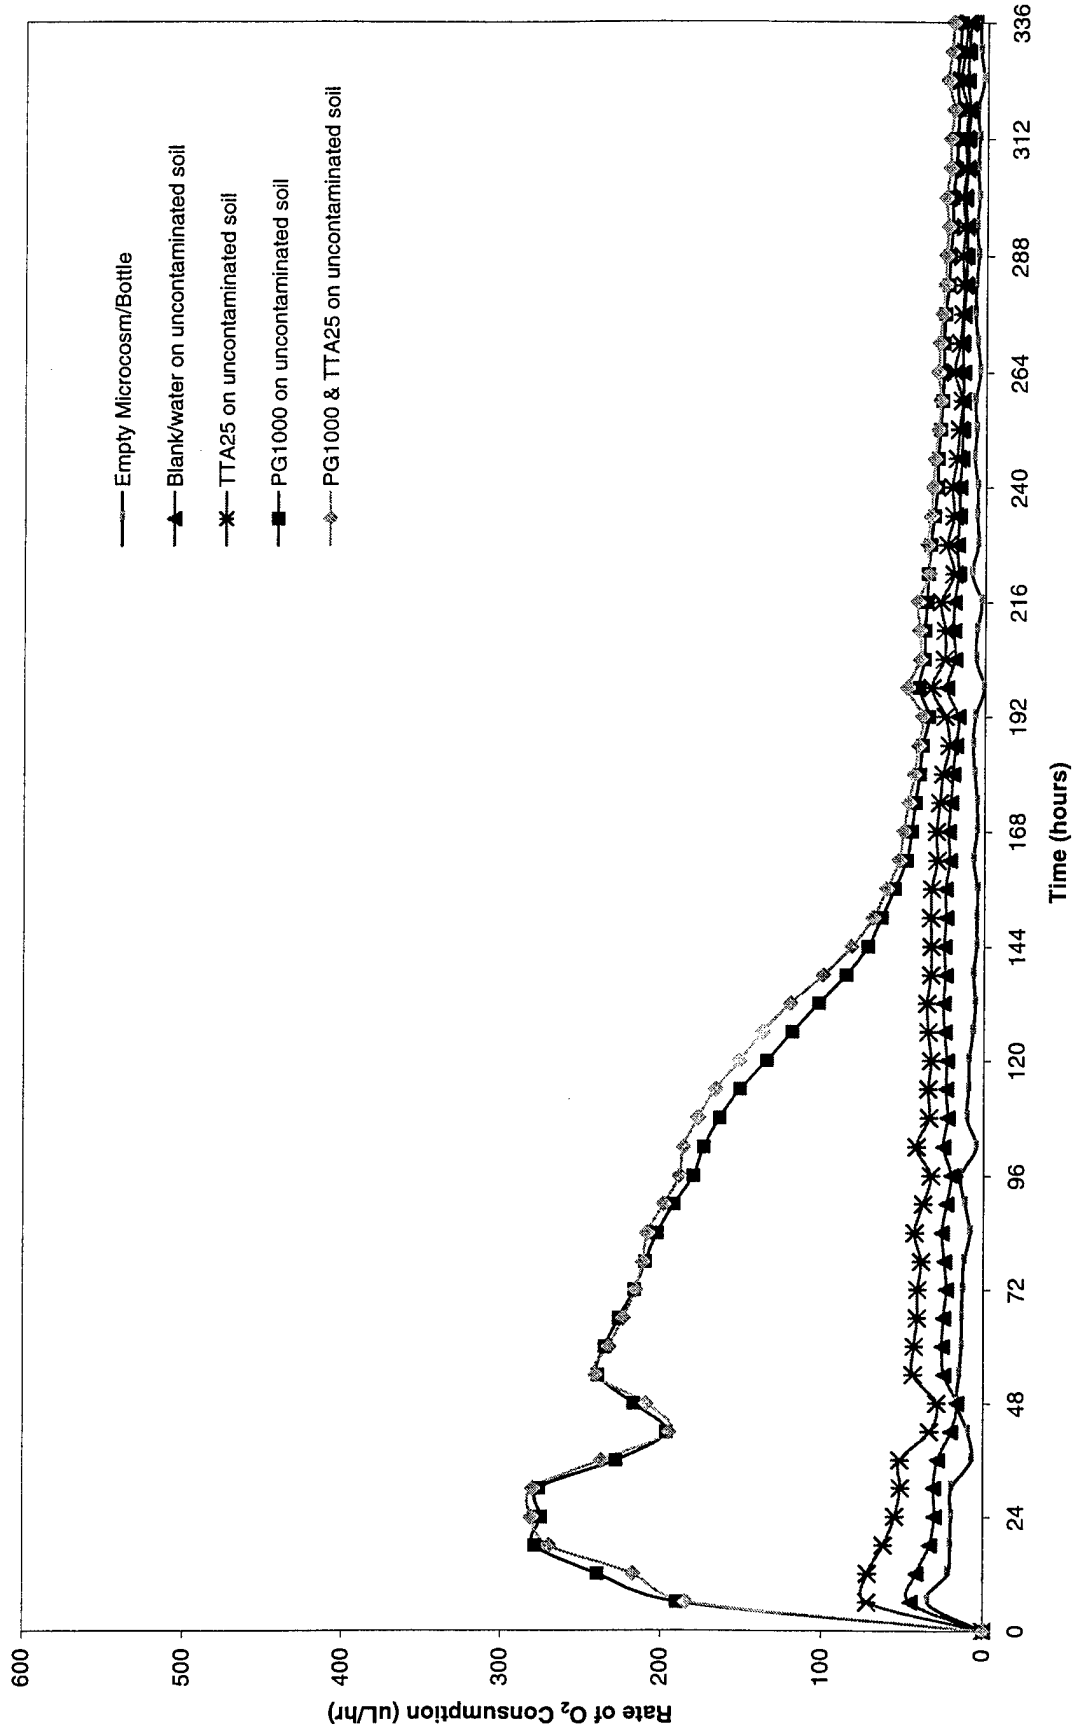 Empty Microcosm/Bottle
Blank/water on uncontaminated soil
TTA25 on uncontaminated soil
PG1000 on uncontaminated soil
PG1000 & TTA25 on uncontaminated soil
Rate of O2 Consumption (uL/hr)
600
500
400
300
200
100
0
0 24 48 72 96 120 144 168 192 216 240 264 288 312 336
Time (hours)